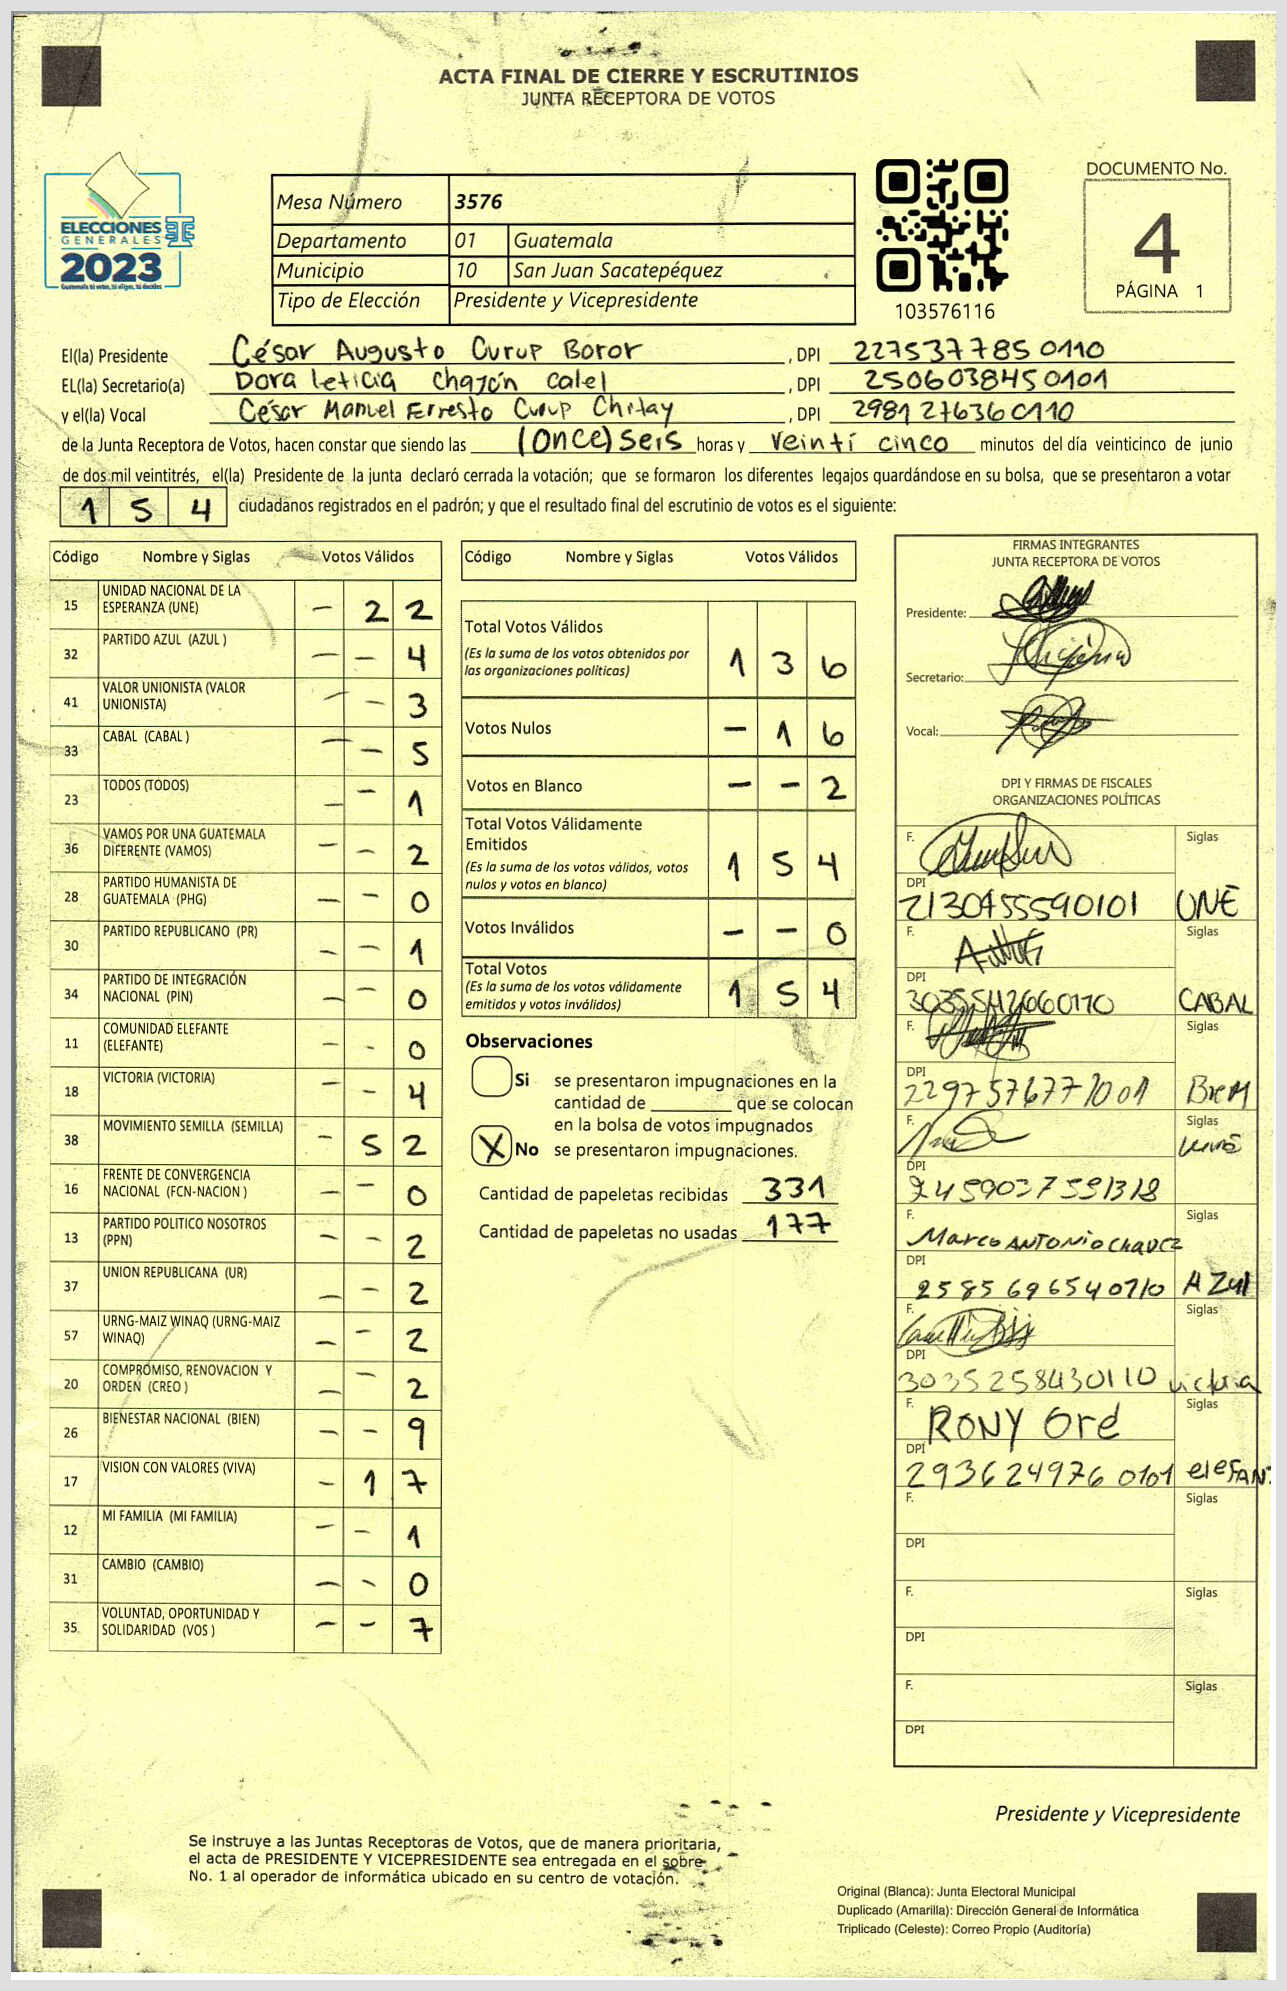 ACTA FINAL DE CIERRE Y ESCRUTINIOS
JUNTA RECEPTORA DE VOTOS
ELECCIONES
GENERALES
2023
Guatemala tú votas, tú eliges, tú decides
Mesa Número 3576
Departamento 01 Guatemala
Municipio 10 San Juan Sacatepéquez
Tipo de Elección Presidente y Vicepresidente
103576116
DOCUMENTO No.
4
PÁGINA 1
El(la) Presidente César Augusto Curup Boror , DPI 227537785 0110
EL(la) Secretario(a) Dora leticia chazón catel , DPI 2506038450101
y el(la) Vocal César Manuel Erresto Curup Chitay , DPI 2981 27636 0110
de la Junta Receptora de Votos, hacen constar que siendo las (once) seis horas y veinti cinco minutos del día veinticinco de junio
de dos mil veintitrés, el(la) Presidente de la junta declaró cerrada la votación; que se formaron los diferentes legajos guardándose en su bolsa, que se presentaron a votar
1 5 4 ciudadanos registrados en el padrón; y que el resultado final del escrutinio de votos es el siguiente:
Código Nombre y Siglas Votos Válidos
15 UNIDAD NACIONAL DE LA ESPERANZA (UNE) - 2 2
32 PARTIDO AZUL (AZUL ) - - 4
41 VALOR UNIONISTA (VALOR UNIONISTA) - - 3
33 CABAL (CABAL ) - - 5
23 TODOS (TODOS) - - 1
36 VAMOS POR UNA GUATEMALA DIFERENTE (VAMOS) - - 2
28 PARTIDO HUMANISTA DE GUATEMALA (PHG) - - 0
30 PARTIDO REPUBLICANO (PR) - - 1
34 PARTIDO DE INTEGRACIÓN NACIONAL (PIN) - - 0
11 COMUNIDAD ELEFANTE (ELEFANTE) - - 0
18 VICTORIA (VICTORIA) - - 4
38 MOVIMIENTO SEMILLA (SEMILLA) - 5 2
16 FRENTE DE CONVERGENCIA NACIONAL (FCN-NACION ) - - 0
13 PARTIDO POLITICO NOSOTROS (PPN) - - 2
37 UNION REPUBLICANA (UR) - - 2
57 URNG-MAIZ WINAQ (URNG-MAIZ WINAQ) - - 2
20 COMPROMISO, RENOVACION Y ORDEN (CREO ) - - 2
26 BIENESTAR NACIONAL (BIEN) - - 9
17 VISION CON VALORES (VIVA) - 1 7
12 MI FAMILIA (MI FAMILIA) - - 1
31 CAMBIO (CAMBIO) - - 0
35 VOLUNTAD, OPORTUNIDAD Y SOLIDARIDAD (VOS ) - - 7
Código Nombre y Siglas Votos Válidos
Total Votos Válidos
(Es la suma de los votos obtenidos por
las organizaciones politicas) 1 3 6
Votos Nulos - 1 6
Votos en Blanco - - 2
Total Votos Válidamente
Emitidos
(Es la suma de los votos válidos, votos
nulos y votos en blanco) 1 5 4
Votos Inválidos - - 0
Total Votos
(Es la suma de los votos válidamente
emitidos y votos inválidos) 1 5 4
Observaciones
Si se presentaron impugnaciones en la
cantidad de ________ que se colocan
en la bolsa de votos impugnados
X No se presentaron impugnaciones.
Cantidad de papeletas recibidas 331
Cantidad de papeletas no usadas 177
FIRMAS INTEGRANTES
JUNTA RECEPTORA DE VOTOS
Presidente:
Secretario:
Vocal:
DPI Y FIRMAS DE FISCALES
ORGANIZACIONES POLÍTICAS
F. Siglas
DPI
2130455590101 UNE
F. Siglas
DPI
CABAL
F. Siglas
DPI
2297576771001
F. Siglas
DPI
2459037591318
F. Siglas
Marco ANTONIO CHAVEZ
DPI
2585696540710 AZul
F. Siglas
DPI
3035258430110 victoria
F. Siglas
RONY Ord
DPI
293624976 0101 eleFAN
F. Siglas
DPI
F. Siglas
DPI
F. Siglas
DPI
Presidente y Vicepresidente
Se instruye a las Juntas Receptoras de Votos, que de manera prioritaria,
el acta de PRESIDENTE Y VICEPRESIDENTE sea entregada en el sobre
No. 1 al operador de informática ubicado en su centro de votación.
Original (Blanca): Junta Electoral Municipal
Duplicado (Amarilla): Dirección General de Informática
Triplicado (Celeste): Correo Propio (Auditoría)